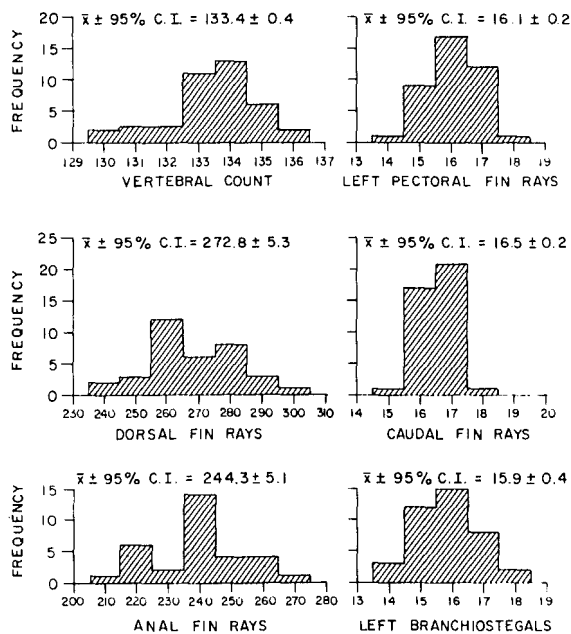 x̄ ± 95% C.I. = 133.4 ± 0.4
FREQUENCY
20
15
10
5
0
129 130 131 132 133 134 135 136 137
VERTEBRAL COUNT
x̄ ± 95% C.I. = 16.1 ± 0.2
13 14 15 16 17 18 19
LEFT PECTORAL FIN RAYS
x̄ ± 95% C.I. = 272.8 ± 5.3
FREQUENCY
25
20
15
10
5
0
230 240 250 260 270 280 290 300 310
DORSAL FIN RAYS
x̄ ± 95% C.I. = 16.5 ± 0.2
14 15 16 17 18 19 20
CAUDAL FIN RAYS
x̄ ± 95% C.I. = 244.3 ± 5.1
FREQUENCY
15
10
5
0
200 210 220 230 240 250 260 270 280
ANAL FIN RAYS
x̄ ± 95% C.I. = 15.9 ± 0.4
13 14 15 16 17 18 19
LEFT BRANCHIOSTEGALS